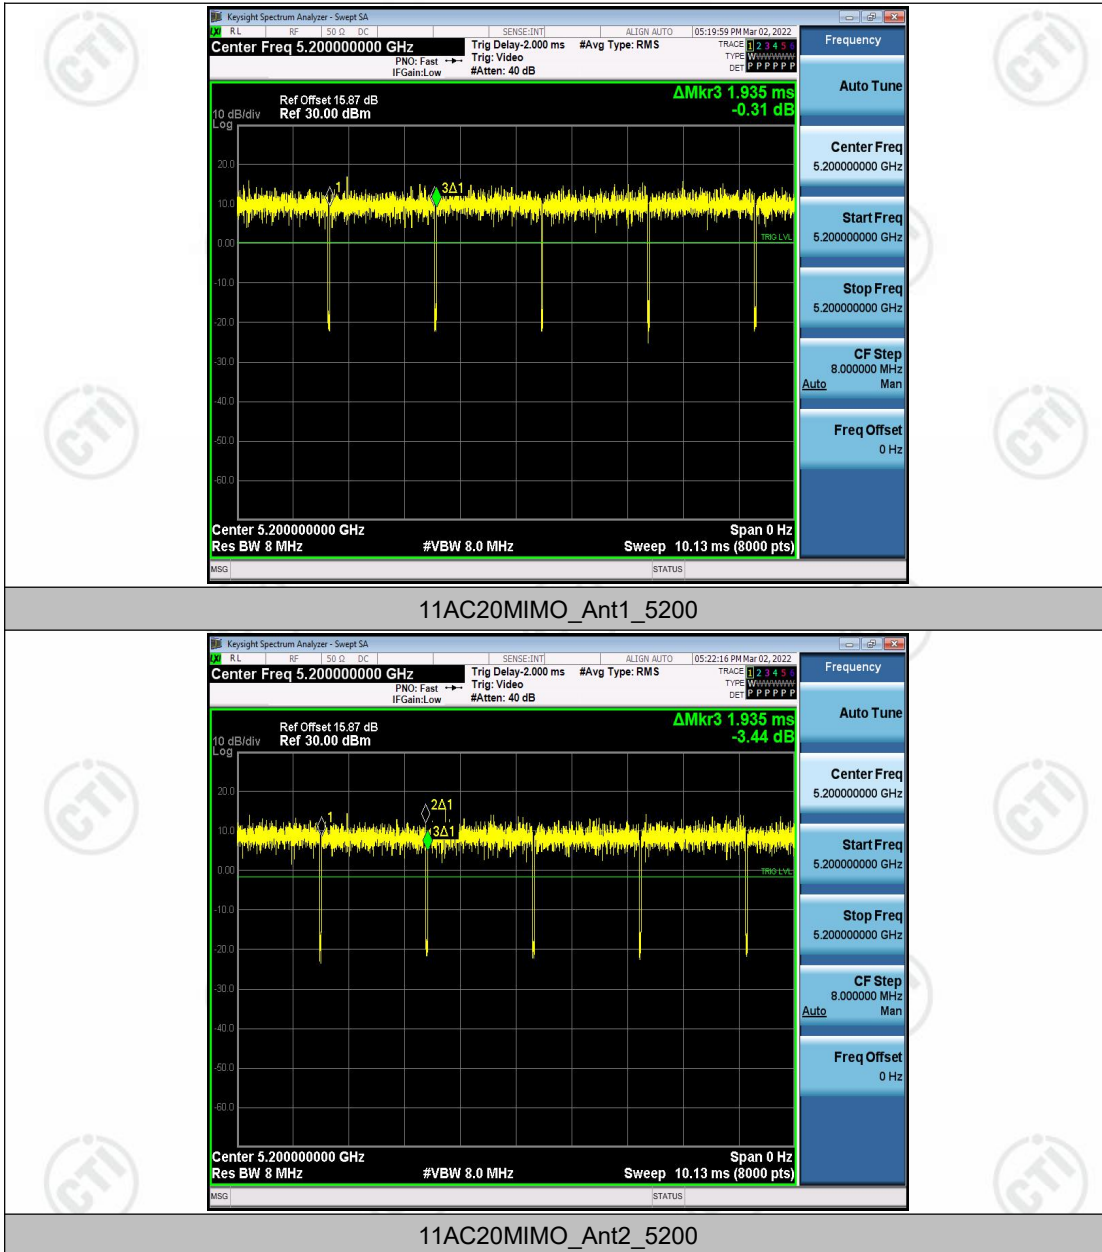 Keysight Spectrum Analyzer - Swept SA
LXI RL RF 50 Ω DC SENSE:INT ALIGN AUTO 05:19:59 PM Mar 02, 2022
Center Freq 5.200000000 GHz
PNO: Fast
IFGain:Low
Trig Delay-2.000 ms
Trig: Video
#Atten: 40 dB
#Avg Type: RMS
TRACE 1 2 3 4 5 6
TYPE W
DET P P P P P P
Frequency
ΔMkr3 1.935 ms
-0.31 dB
Ref Offset 15.87 dB
10 dB/div Ref 30.00 dBm
Log
20.0
10.0
0.00
-10.0
-20.0
-30.0
-40.0
-50.0
-60.0
1
3Δ1
TRIG LVL
Auto Tune
Center Freq
5.200000000 GHz
Start Freq
5.200000000 GHz
Stop Freq
5.200000000 GHz
CF Step
8.000000 MHz
Auto Man
Freq Offset
0 Hz
Center 5.200000000 GHz Span 0 Hz
Res BW 8 MHz #VBW 8.0 MHz Sweep 10.13 ms (8000 pts)
MSG STATUS
11AC20MIMO_Ant1_5200
Keysight Spectrum Analyzer - Swept SA
LXI RL RF 50 Ω DC SENSE:INT ALIGN AUTO 05:22:16 PM Mar 02, 2022
Center Freq 5.200000000 GHz
PNO: Fast
IFGain:Low
Trig Delay-2.000 ms
Trig: Video
#Atten: 40 dB
#Avg Type: RMS
TRACE 1 2 3 4 5 6
TYPE W
DET P P P P P P
Frequency
ΔMkr3 1.935 ms
-3.44 dB
Ref Offset 15.87 dB
10 dB/div Ref 30.00 dBm
Log
20.0
10.0
0.00
-10.0
-20.0
-30.0
-40.0
-50.0
-60.0
1
2Δ1
3Δ1
TRIG LVL
Auto Tune
Center Freq
5.200000000 GHz
Start Freq
5.200000000 GHz
Stop Freq
5.200000000 GHz
CF Step
8.000000 MHz
Auto Man
Freq Offset
0 Hz
Center 5.200000000 GHz Span 0 Hz
Res BW 8 MHz #VBW 8.0 MHz Sweep 10.13 ms (8000 pts)
MSG STATUS
11AC20MIMO_Ant2_5200
CTI
CTI
CTI
CTI
CTI
CTI
CTI
CTI